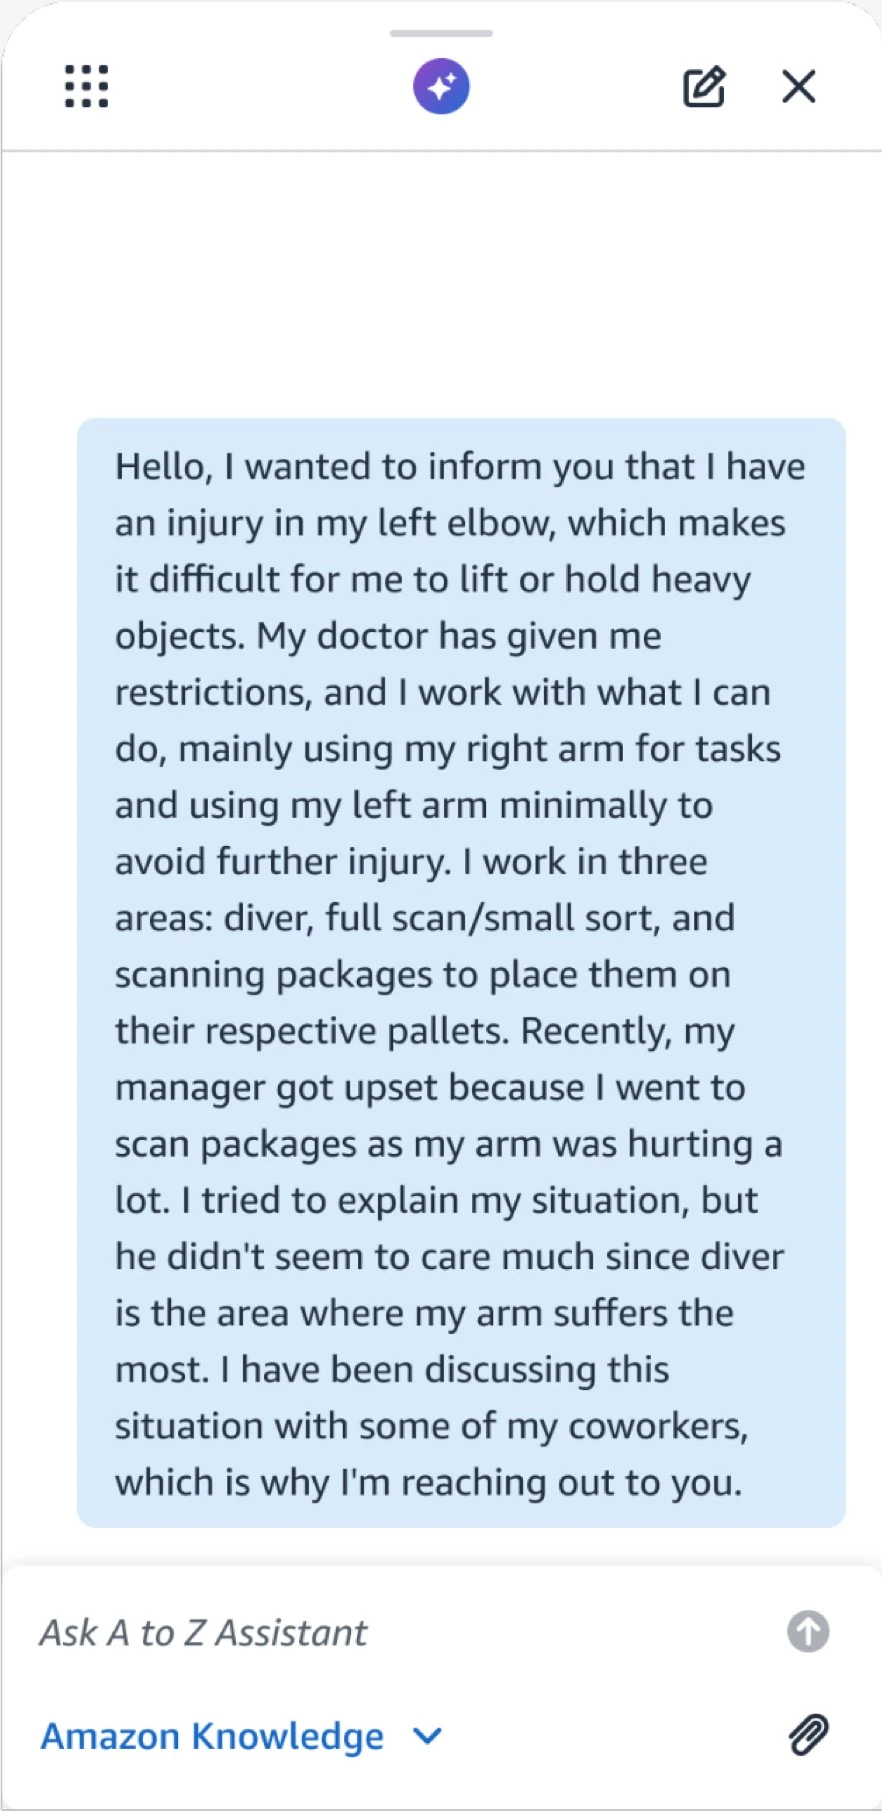 Hello, I wanted to inform you that I have
an injury in my left elbow, which makes
it difficult for me to lift or hold heavy
objects. My doctor has given me
restrictions, and I work with what I can
do, mainly using my right arm for tasks
and using my left arm minimally to
avoid further injury. I work in three
areas: diver, full scan/small sort, and
scanning packages to place them on
their respective pallets. Recently, my
manager got upset because I went to
scan packages as my arm was hurting a
lot. I tried to explain my situation, but
he didn't seem to care much since diver
is the area where my arm suffers the
most. I have been discussing this
situation with some of my coworkers,
which is why I'm reaching out to you.
Ask A to Z Assistant
Amazon Knowledge